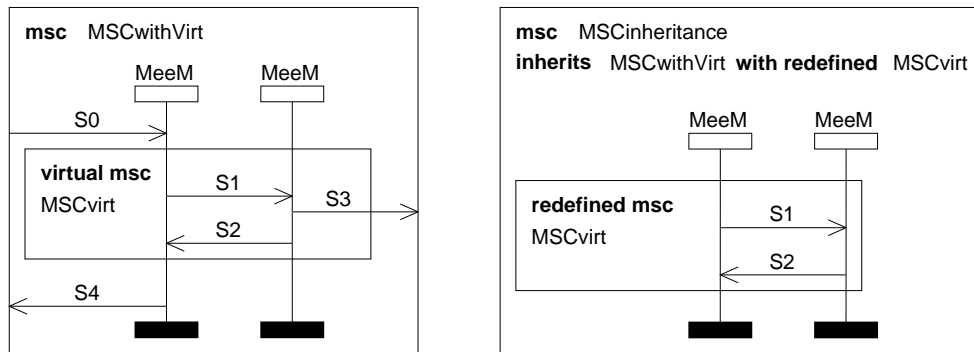 msc MSCwithVirt
MeeM MeeM
S0
virtual msc
MSCvirt
S1
S3
S2
S4
msc MSCinheritance
inherits MSCwithVirt with redefined MSCvirt
MeeM MeeM
redefined msc
MSCvirt
S1
S2